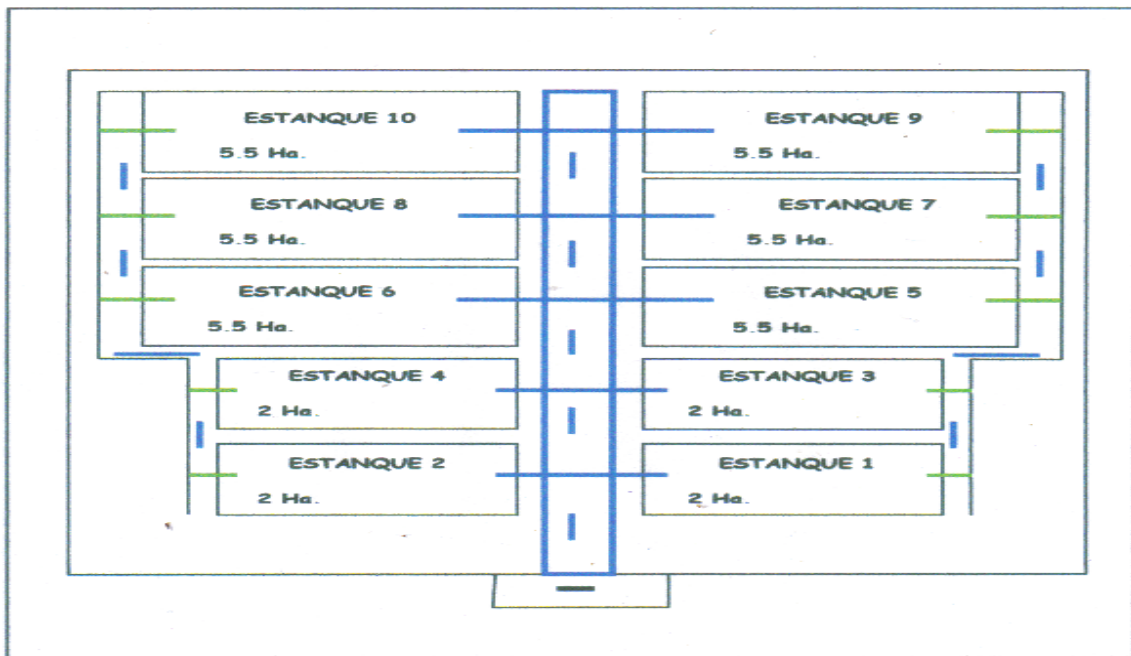 ESTANQUE 10
5.5 Ha.
ESTANQUE 9
5.5 Ha.
ESTANQUE 8
5.5 Ha.
ESTANQUE 7
5.5 Ha.
ESTANQUE 6
5.5 Ha.
ESTANQUE 5
5.5 Ha.
ESTANQUE 4
2 Ha.
ESTANQUE 3
2 Ha.
ESTANQUE 2
2 Ha.
ESTANQUE 1
2 Ha.